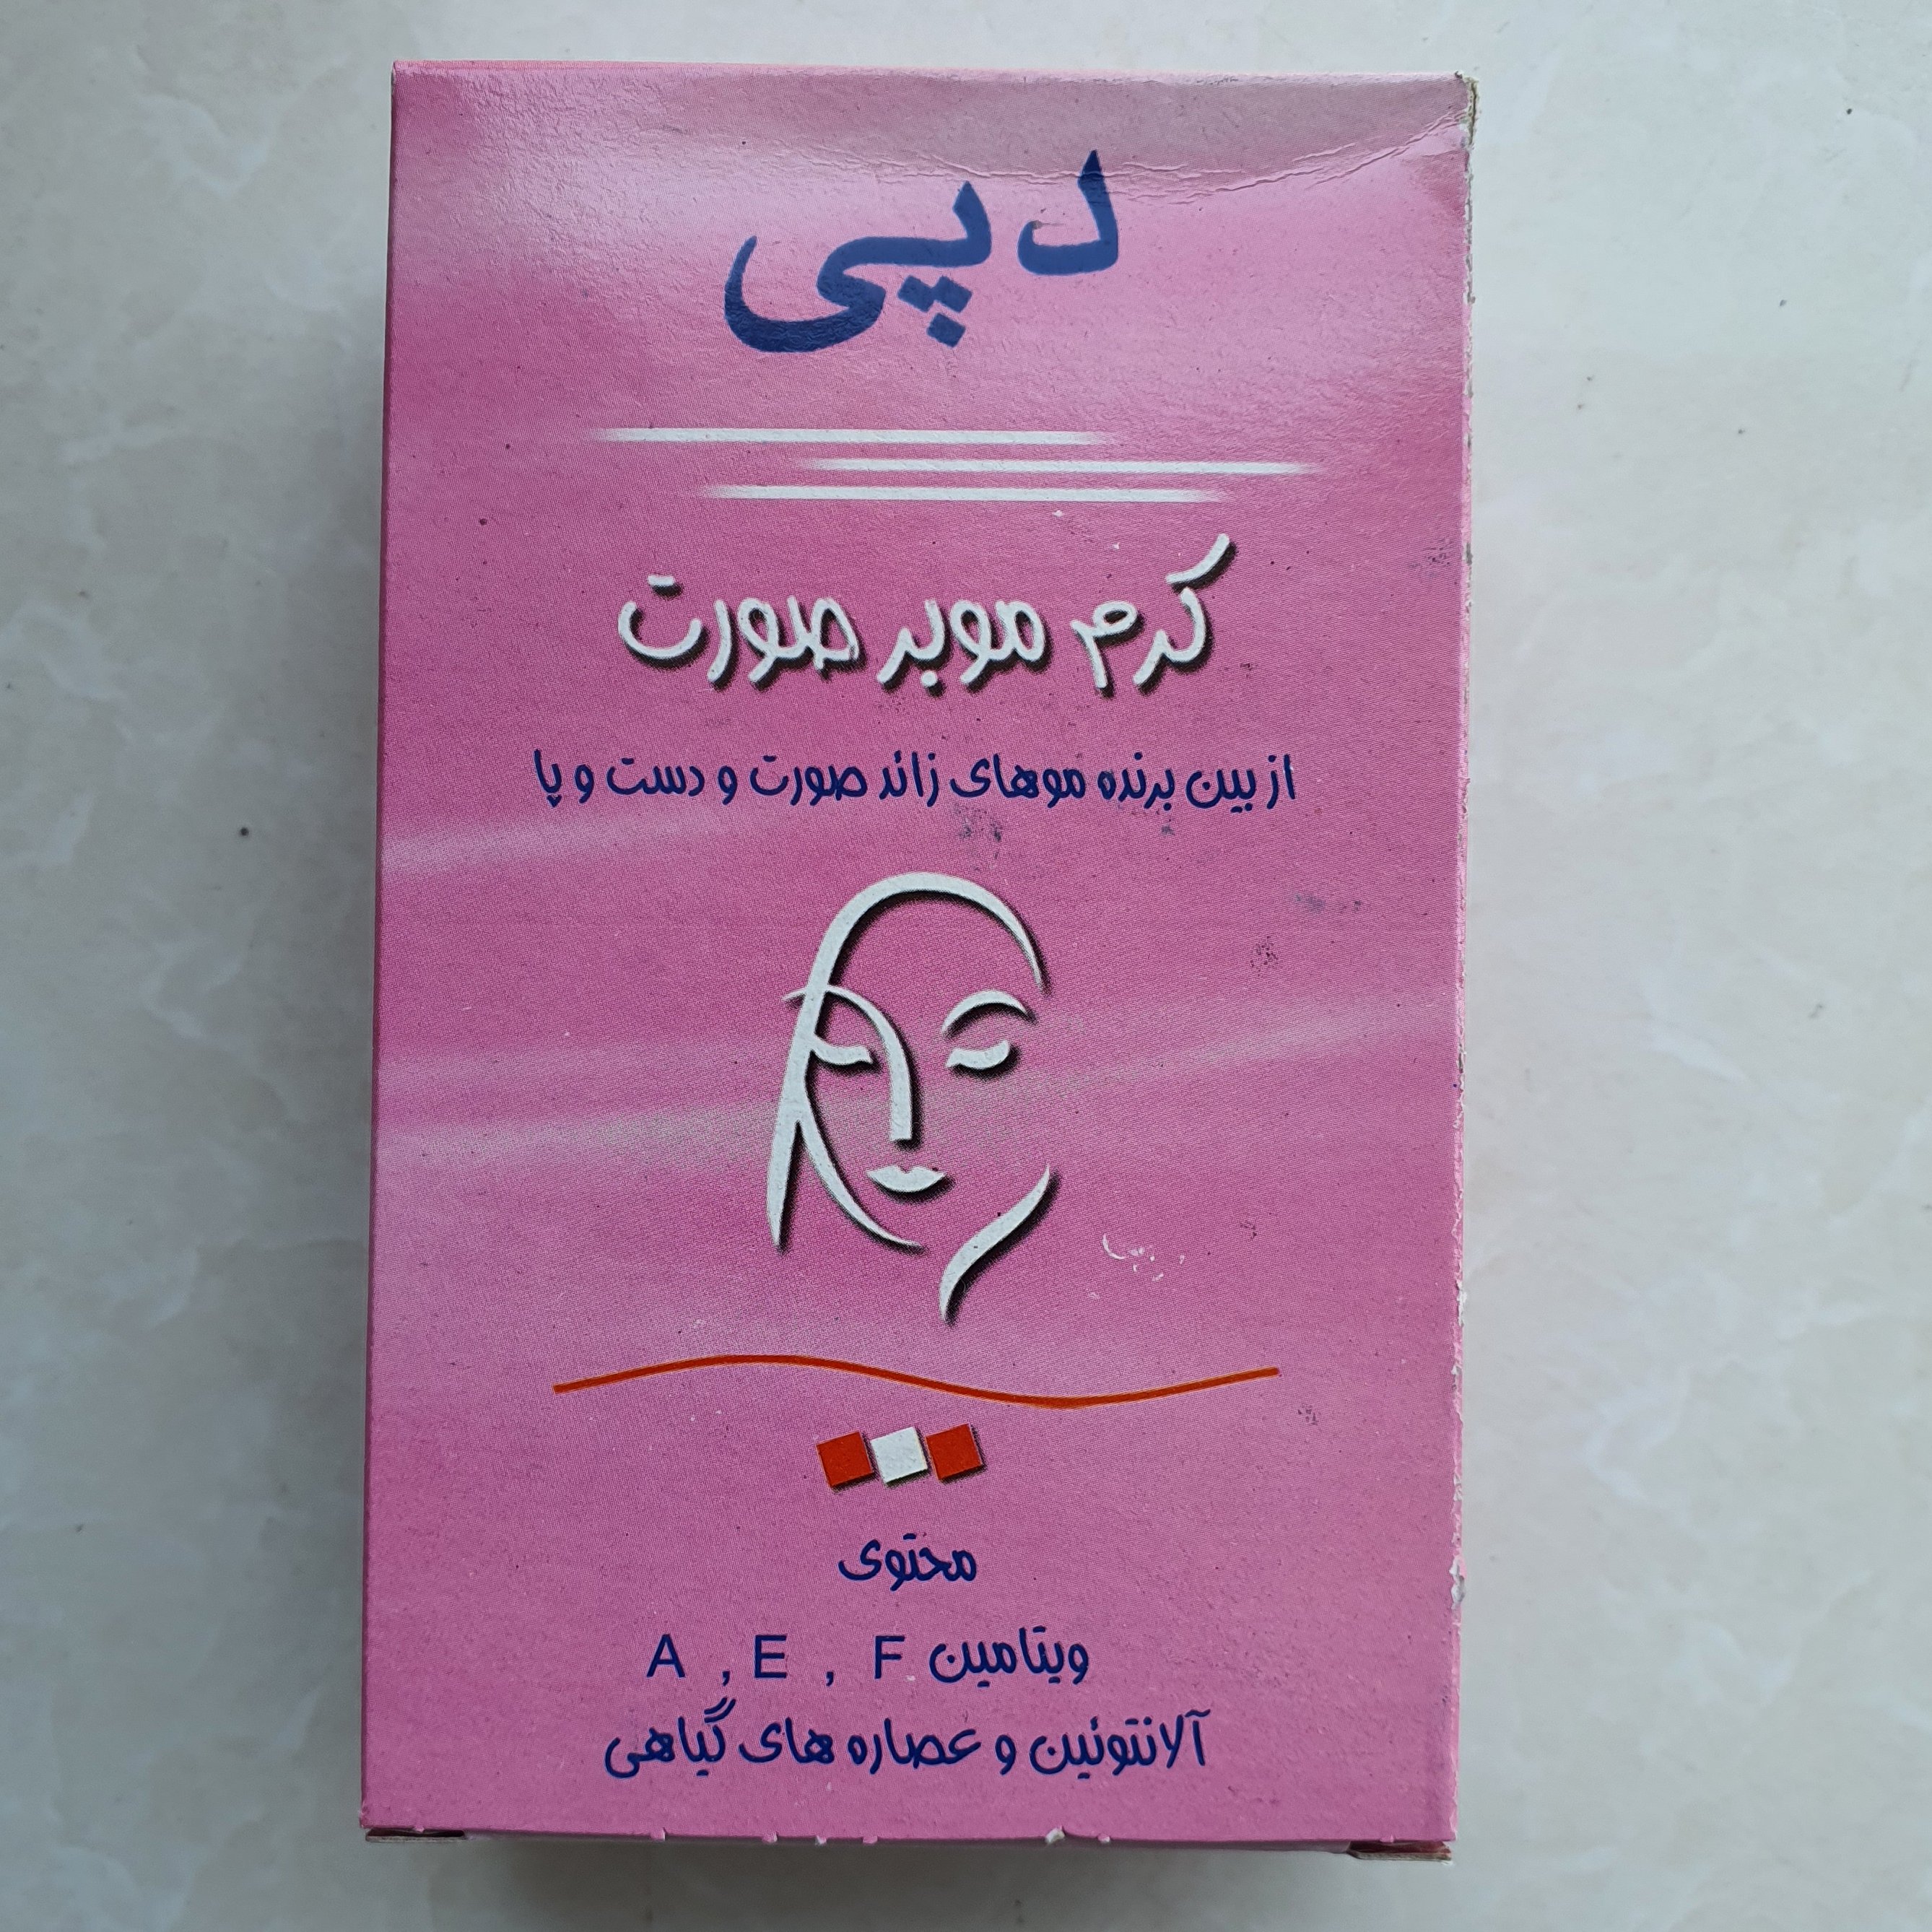 دپی
کرم موبر صورت
از بین برنده موهای زائد صورت و دست و پا
محتوی
ویتامین A , E , F
آلانتوئین و عصاره های گیاهی